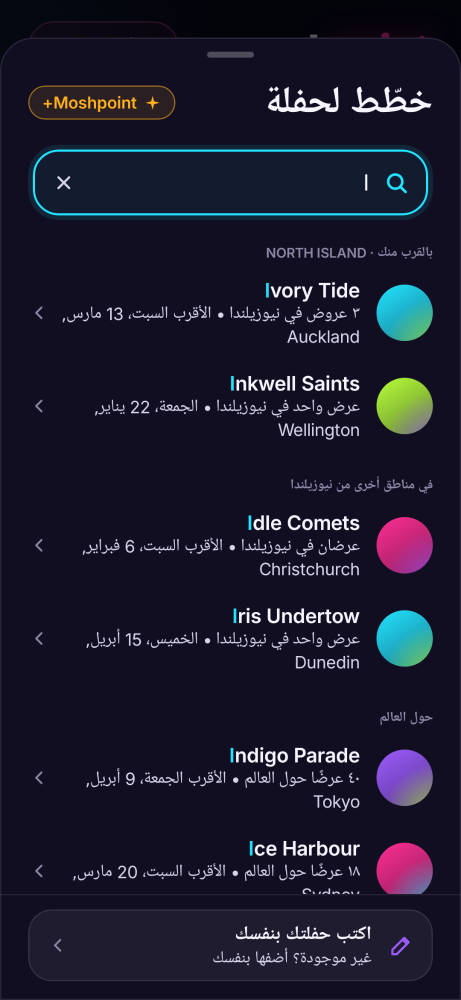 خطّط لحفلة
Moshpoint+
I
بالقرب منك · NORTH ISLAND
Ivory Tide
٣ عروض في نيوزيلندا • الأقرب السبت، 13 مارس,
Auckland
Inkwell Saints
عرض واحد في نيوزيلندا • الجمعة، 22 يناير,
Wellington
في مناطق أخرى من نيوزيلندا
Idle Comets
عرضان في نيوزيلندا • الأقرب السبت، 6 فبراير,
Christchurch
Iris Undertow
عرض واحد في نيوزيلندا • الخميس، 15 أبريل,
Dunedin
حول العالم
Indigo Parade
٤٠ عرضًا حول العالم • الأقرب الجمعة، 9 أبريل,
Tokyo
Ice Harbour
١٨ عرضًا حول العالم • الأقرب السبت، 20 مارس,
Sydney
اكتب حفلتك بنفسك
غير موجودة؟ أضفها بنفسك